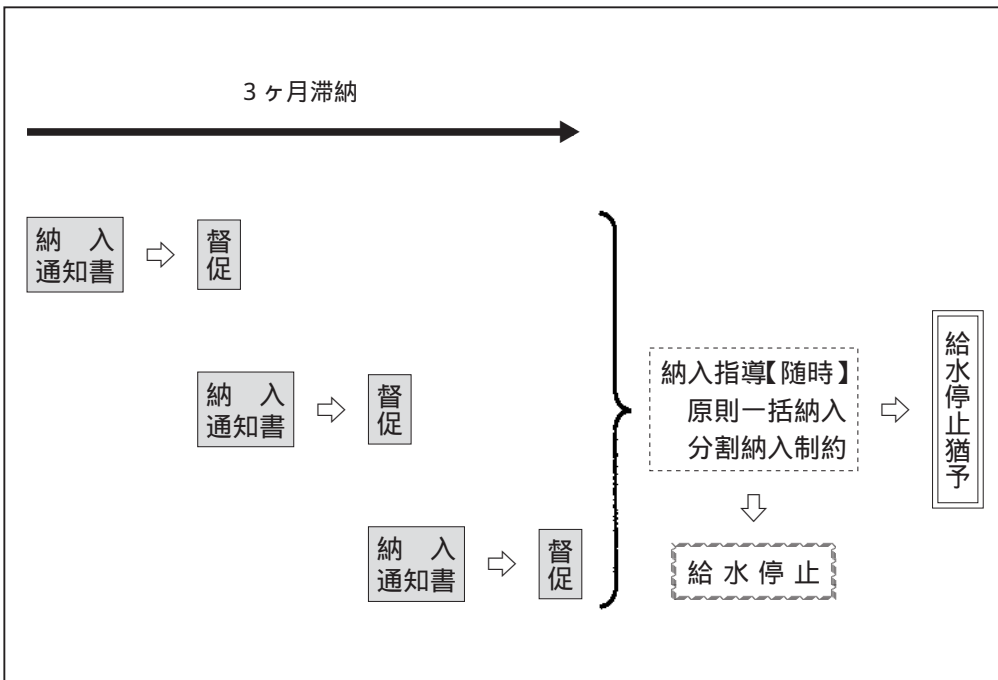 3ヶ月滞納
納　入
通知書
督促
納　入
通知書
督促
納　入
通知書
督促
納入指導【随時】
原則一括納入
分割納入制約
給水停止猶予
給水停止